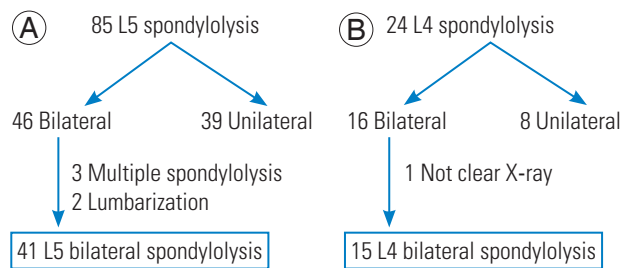 A
85 L5 spondylolysis
46 Bilateral
39 Unilateral
3 Multiple spondylolysis
2 Lumbarization
41 L5 bilateral spondylolysis
B
24 L4 spondylolysis
16 Bilateral
8 Unilateral
1 Not clear X-ray
15 L4 bilateral spondylolysis